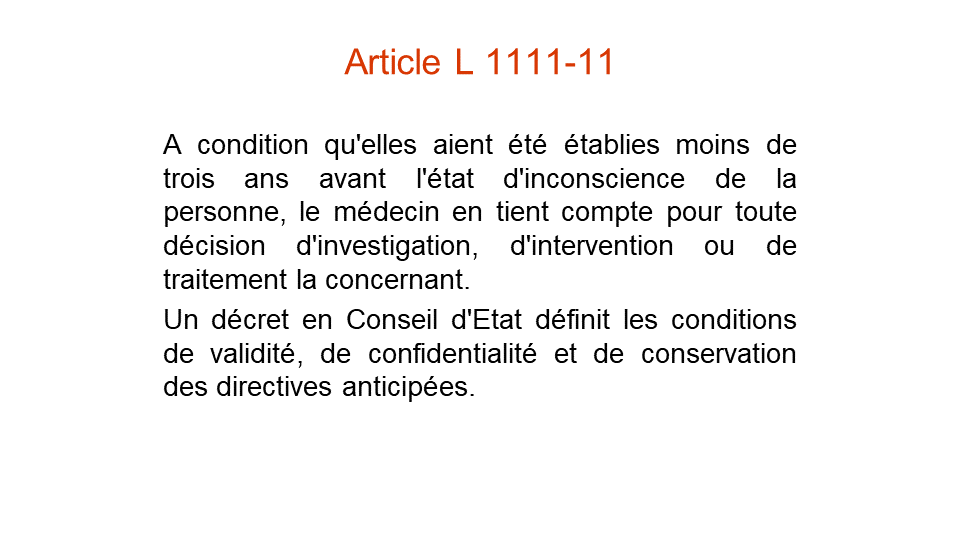 Article L 1111-11
A condition qu'elles aient été établies moins de
trois ans avant l'état d'inconscience de la
personne, le médecin en tient compte pour toute
décision d'investigation, d'intervention ou de
traitement la concernant.
Un décret en Conseil d'Etat définit les conditions
de validité, de confidentialité et de conservation
des directives anticipées.